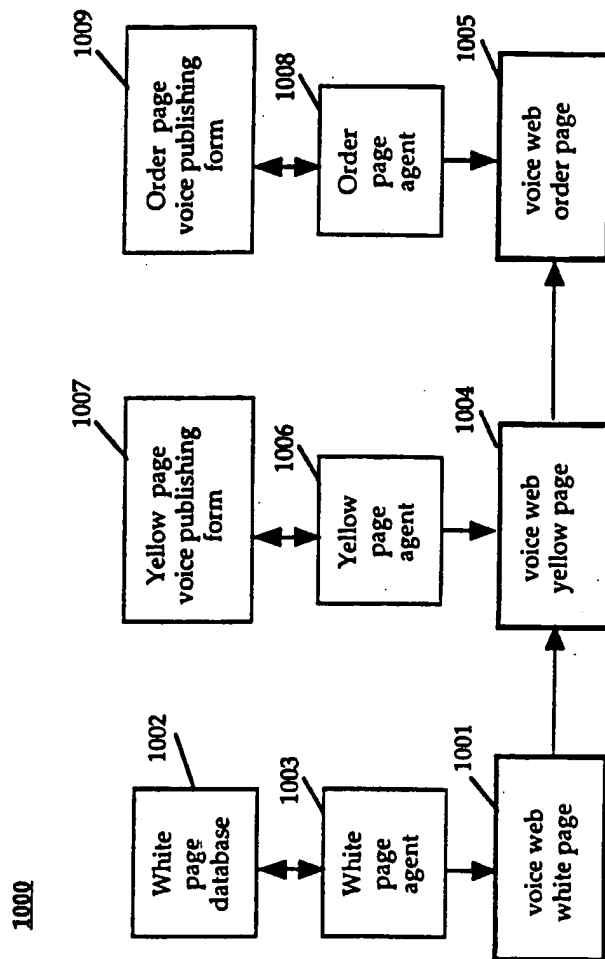 1000
1002
White
page
database
1003
White
page
agent
1001
voice web
white page
1007
Yellow page
voice publishing
form
1006
Yellow
page
agent
1004
voice web
yellow page
1009
Order page
voice publishing
form
1008
Order
page
agent
1005
voice web
order page